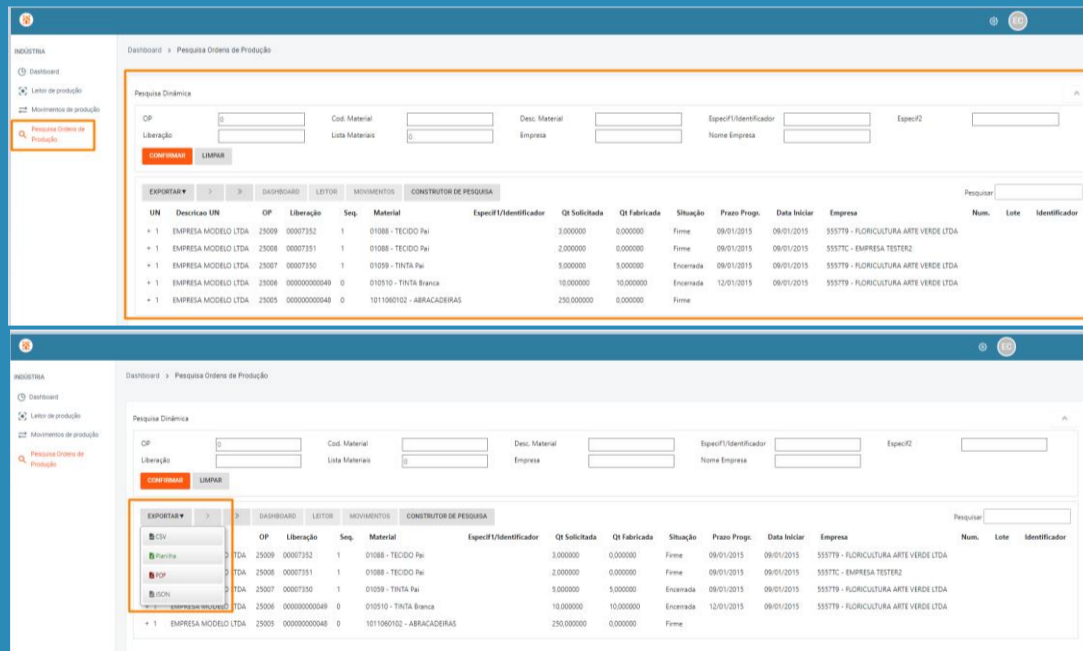 EC
INDÚSTRIA
Dashboard > Pesquisa Ordens de Produção
Dashboard
Leitor de produção
Movimentos de produção
Pesquisa Ordens de
Produção
Pesquisa Dinâmica
OP 0 Cod. Material Desc. Material Especif1/Identificador Especif2
Liberação Lista Materiais 0 Empresa Nome Empresa
CONFIRMAR LIMPAR
EXPORTAR▼ > » DASHBOARD LEITOR MOVIMENTOS CONSTRUTOR DE PESQUISA Pesquisar
UN Descricao UN OP Liberação Seq. Material Especif1/Identificador Qt Solicitada Qt Fabricada Situação Prazo Progr. Data Iniciar Empresa Num. Lote Identificador
+ 1 EMPRESA MODELO LTDA 25009 00007352 1 01088 - TECIDO Pai 3,000000 0,000000 Firme 09/01/2015 09/01/2015 5557T9 - FLORICULTURA ARTE VERDE LTDA
+ 1 EMPRESA MODELO LTDA 25008 00007351 1 01088 - TECIDO Pai 2,000000 0,000000 Firme 09/01/2015 09/01/2015 5557TC - EMPRESA TESTER2
+ 1 EMPRESA MODELO LTDA 25007 00007350 1 01059 - TINTA Pai 5,000000 5,000000 Encerrada 09/01/2015 09/01/2015 5557T9 - FLORICULTURA ARTE VERDE LTDA
+ 1 EMPRESA MODELO LTDA 25006 000000000049 0 010510 - TINTA Branca 10,000000 10,000000 Encerrada 12/01/2015 09/01/2015 5557T9 - FLORICULTURA ARTE VERDE LTDA
+ 1 EMPRESA MODELO LTDA 25005 000000000048 0 1011060102 - ABRACADEIRAS 250,000000 0,000000 Firme
EC
INDÚSTRIA
Dashboard > Pesquisa Ordens de Produção
Dashboard
Leitor de produção
Movimentos de produção
Pesquisa Ordens de
Produção
Pesquisa Dinâmica
OP 0 Cod. Material Desc. Material Especif1/Identificador Especif2
Liberação Lista Materiais 0 Empresa Nome Empresa
CONFIRMAR LIMPAR
EXPORTAR▼ > » DASHBOARD LEITOR MOVIMENTOS CONSTRUTOR DE PESQUISA Pesquisar
OP Liberação Seq. Material Especif1/Identificador Qt Solicitada Qt Fabricada Situação Prazo Progr. Data Iniciar Empresa Num. Lote Identificador
CSV
Planilha
PDF
JSON
LTDA 25009 00007352 1 01088 - TECIDO Pai 3,000000 0,000000 Firme 09/01/2015 09/01/2015 5557T9 - FLORICULTURA ARTE VERDE LTDA
LTDA 25008 00007351 1 01088 - TECIDO Pai 2,000000 0,000000 Firme 09/01/2015 09/01/2015 5557TC - EMPRESA TESTER2
LTDA 25007 00007350 1 01059 - TINTA Pai 5,000000 5,000000 Encerrada 09/01/2015 09/01/2015 5557T9 - FLORICULTURA ARTE VERDE LTDA
+ 1 EMPRESA MODELO LTDA 25006 000000000049 0 010510 - TINTA Branca 10,000000 10,000000 Encerrada 12/01/2015 09/01/2015 5557T9 - FLORICULTURA ARTE VERDE LTDA
+ 1 EMPRESA MODELO LTDA 25005 000000000048 0 1011060102 - ABRACADEIRAS 250,000000 0,000000 Firme